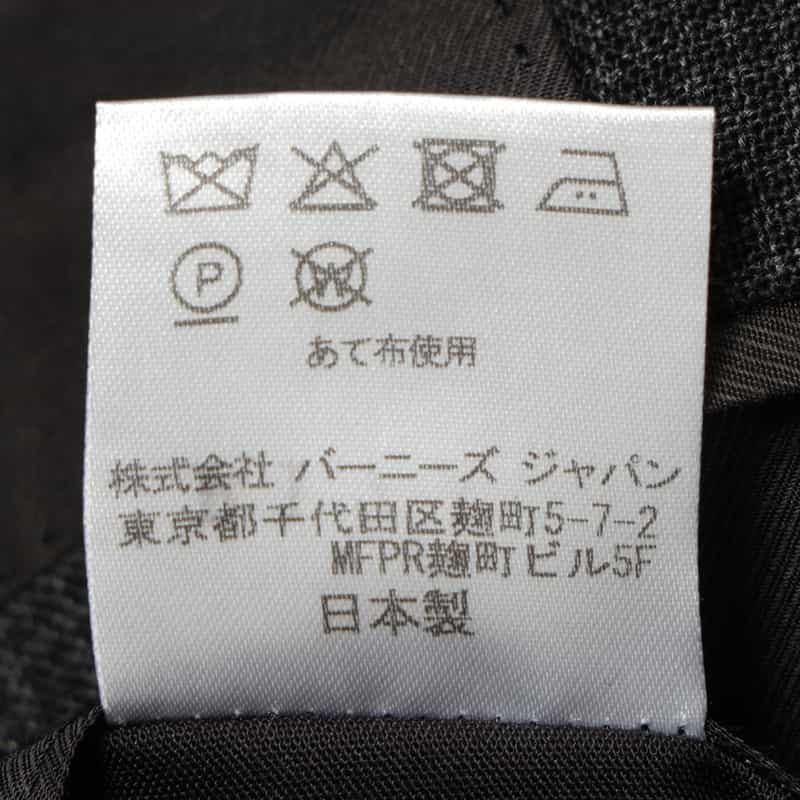 P
W
あて布使用
株式会社 バーニーズ ジャパン
東京都千代田区麹町5-7-2
MFPR麹町ビル5F
日本製